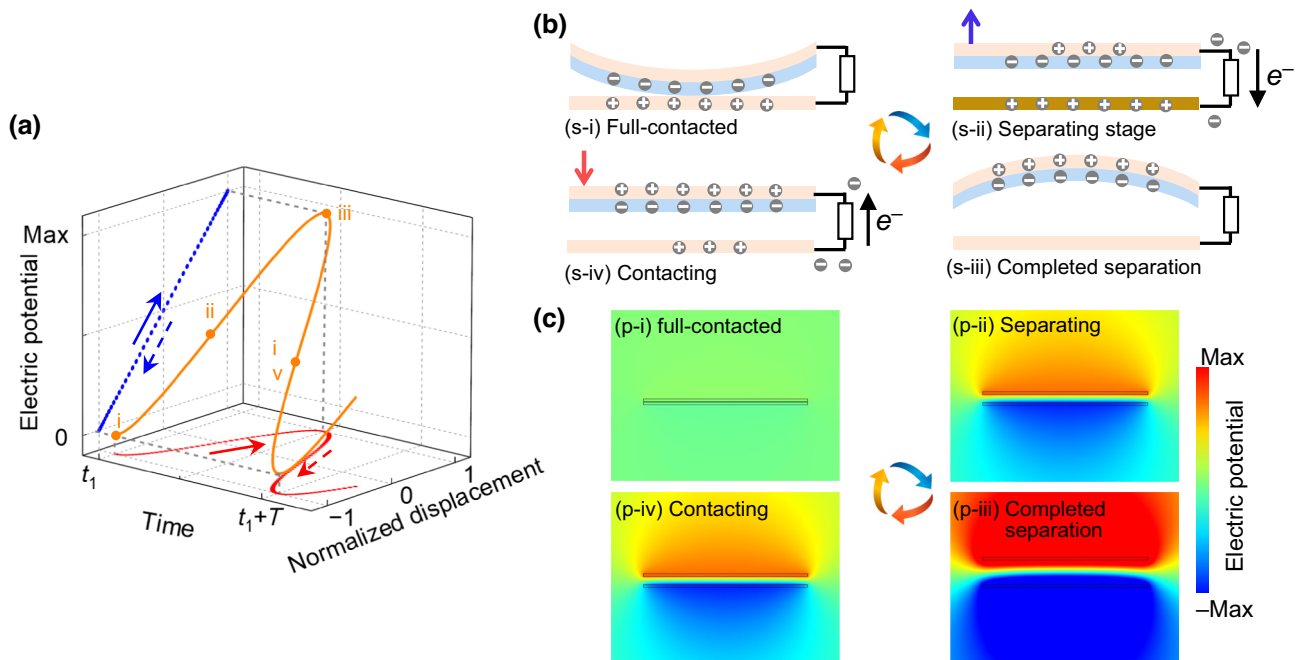 (a)
Electric potential
Max
0
i
ii
iii
i
v
t1
t1+T
Time
−1
0
1
Normalized displacement
(b)
(s-i) Full-contacted
e−
(s-ii) Separating stage
e−
(s-iv) Contacting
(s-iii) Completed separation
(c)
(p-i) full-contacted
(p-ii) Separating
(p-iv) Contacting
(p-iii) Completed
separation
Max
Electric potential
–Max